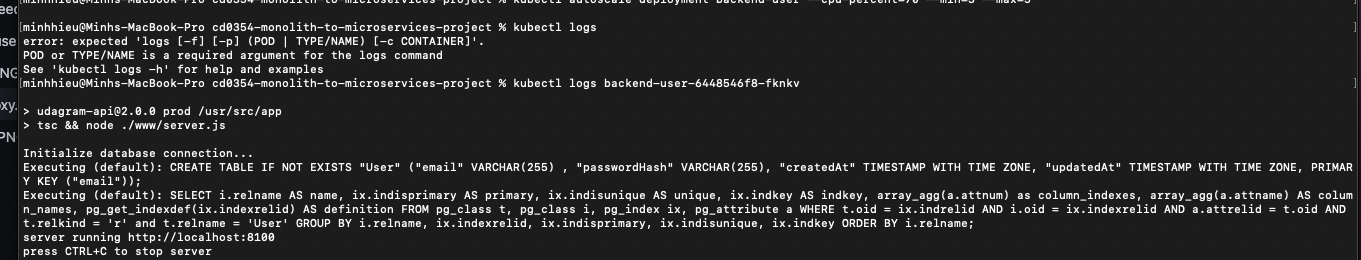 minhhieu@Minhs-MacBook-Pro cd0354-monolith-to-microservices-project % kubectl autoscale deployment backend-user --cpu-percent=70 --min=3 --max=5
[minhhieu@Minhs-MacBook-Pro cd0354-monolith-to-microservices-project % kubectl logs ]
error: expected 'logs [-f] [-p] (POD | TYPE/NAME) [-c CONTAINER]'.
POD or TYPE/NAME is a required argument for the logs command
See 'kubectl logs -h' for help and examples
[minhhieu@Minhs-MacBook-Pro cd0354-monolith-to-microservices-project % kubectl logs backend-user-6448546f8-fknkv ]
> udagram-api@2.0.0 prod /usr/src/app
> tsc && node ./www/server.js
Initialize database connection...
Executing (default): CREATE TABLE IF NOT EXISTS "User" ("email" VARCHAR(255) , "passwordHash" VARCHAR(255), "createdAt" TIMESTAMP WITH TIME ZONE, "updatedAt" TIMESTAMP WITH TIME ZONE, PRIMAR
Y KEY ("email"));
Executing (default): SELECT i.relname AS name, ix.indisprimary AS primary, ix.indisunique AS unique, ix.indkey AS indkey, array_agg(a.attnum) as column_indexes, array_agg(a.attname) AS colum
n_names, pg_get_indexdef(ix.indexrelid) AS definition FROM pg_class t, pg_class i, pg_index ix, pg_attribute a WHERE t.oid = ix.indrelid AND i.oid = ix.indexrelid AND a.attrelid = t.oid AND
t.relkind = 'r' and t.relname = 'User' GROUP BY i.relname, ix.indexrelid, ix.indisprimary, ix.indisunique, ix.indkey ORDER BY i.relname;
server running http://localhost:8100
press CTRL+C to stop server